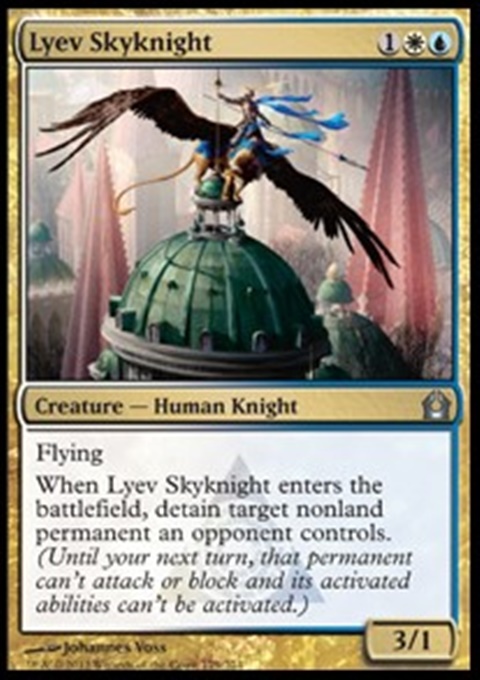 Lyev Skyknight 1
Creature — Human Knight
Flying
When Lyev Skyknight enters the
battlefield, detain target nonland
permanent an opponent controls.
(Until your next turn, that permanent
can't attack or block and its activated
abilities can't be activated.)
Johannes Voss
3/1